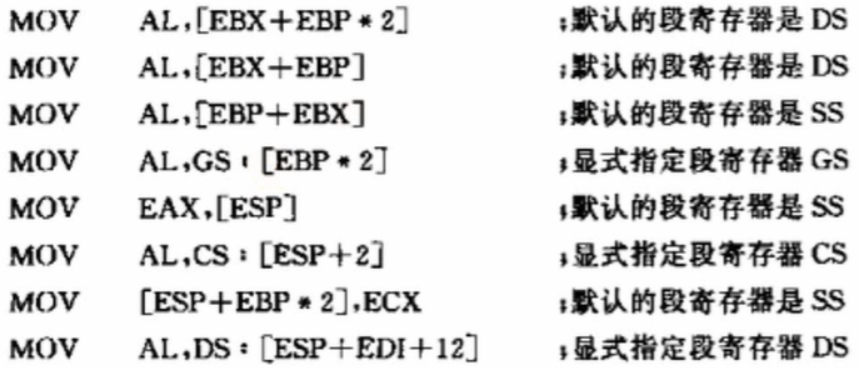 MOV AL,[EBX+EBP * 2] ;默认的段寄存器是 DS
MOV AL,[EBX+EBP] ;默认的段寄存器是 DS
MOV AL,[EBP+EBX] ;默认的段寄存器是 SS
MOV AL,GS:[EBP * 2] ;显式指定段寄存器 GS
MOV EAX,[ESP] ;默认的段寄存器是 SS
MOV AL,CS:[ESP+2] ;显式指定段寄存器 CS
MOV [ESP+EBP * 2],ECX ;默认的段寄存器是 SS
MOV AL,DS:[ESP+EDI+12] ;显式指定段寄存器 DS